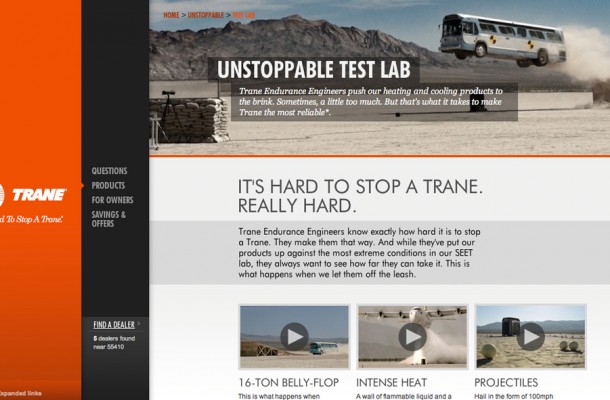 HOME > UNSTOPPABLE > TEST LAB
UNSTOPPABLE TEST LAB
Trane Endurance Engineers push our heating and cooling products to
the brink. Sometimes, a little too much. But that's what it takes to make
Trane the most reliable*.
TRANE
d To Stop A Trane.
QUESTIONS
PRODUCTS
FOR OWNERS
SAVINGS &
OFFERS
FIND A DEALER >
5 dealers found
near 55410
xpanded links
IT'S HARD TO STOP A TRANE.
REALLY HARD.
Trane Endurance Engineers know exactly how hard it is to stop
a Trane. They make them that way. And while they've put our
products up against the most extreme conditions in our SEET
lab, they always want to see how far they can take it. This is
what happens when we let them off the leash.
16-TON BELLY-FLOP
This is what happens when
INTENSE HEAT
A wall of flammable liquid and a
PROJECTILES
Hail in the form of 100mph